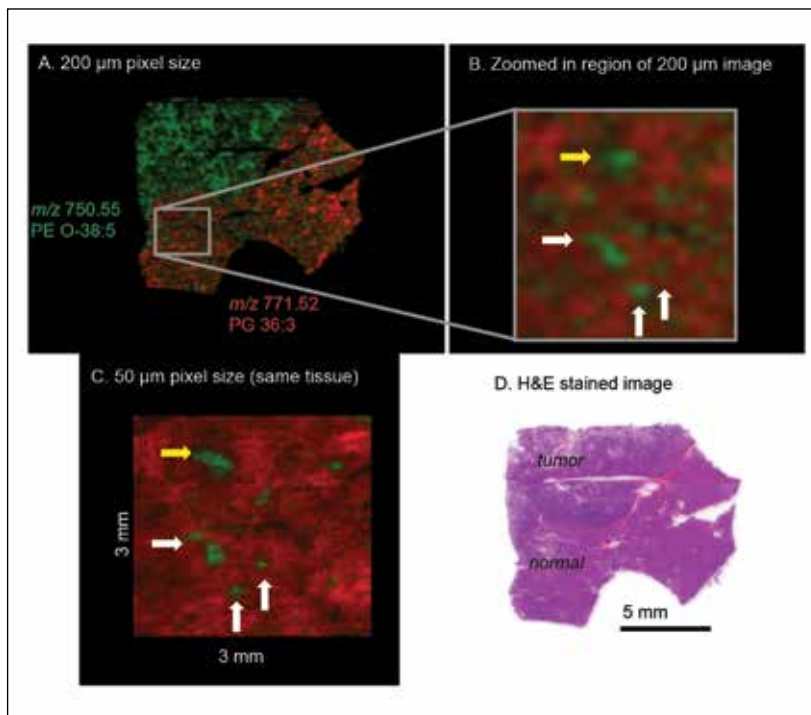 A. 200 µm pixel size
m/z 750.55
PE O-38:5
m/z 771.52
PG 36:3
B. Zoomed in region of 200 µm image
C. 50 µm pixel size (same tissue)
3 mm
3 mm
D. H&E stained image
tumor
normal
5 mm